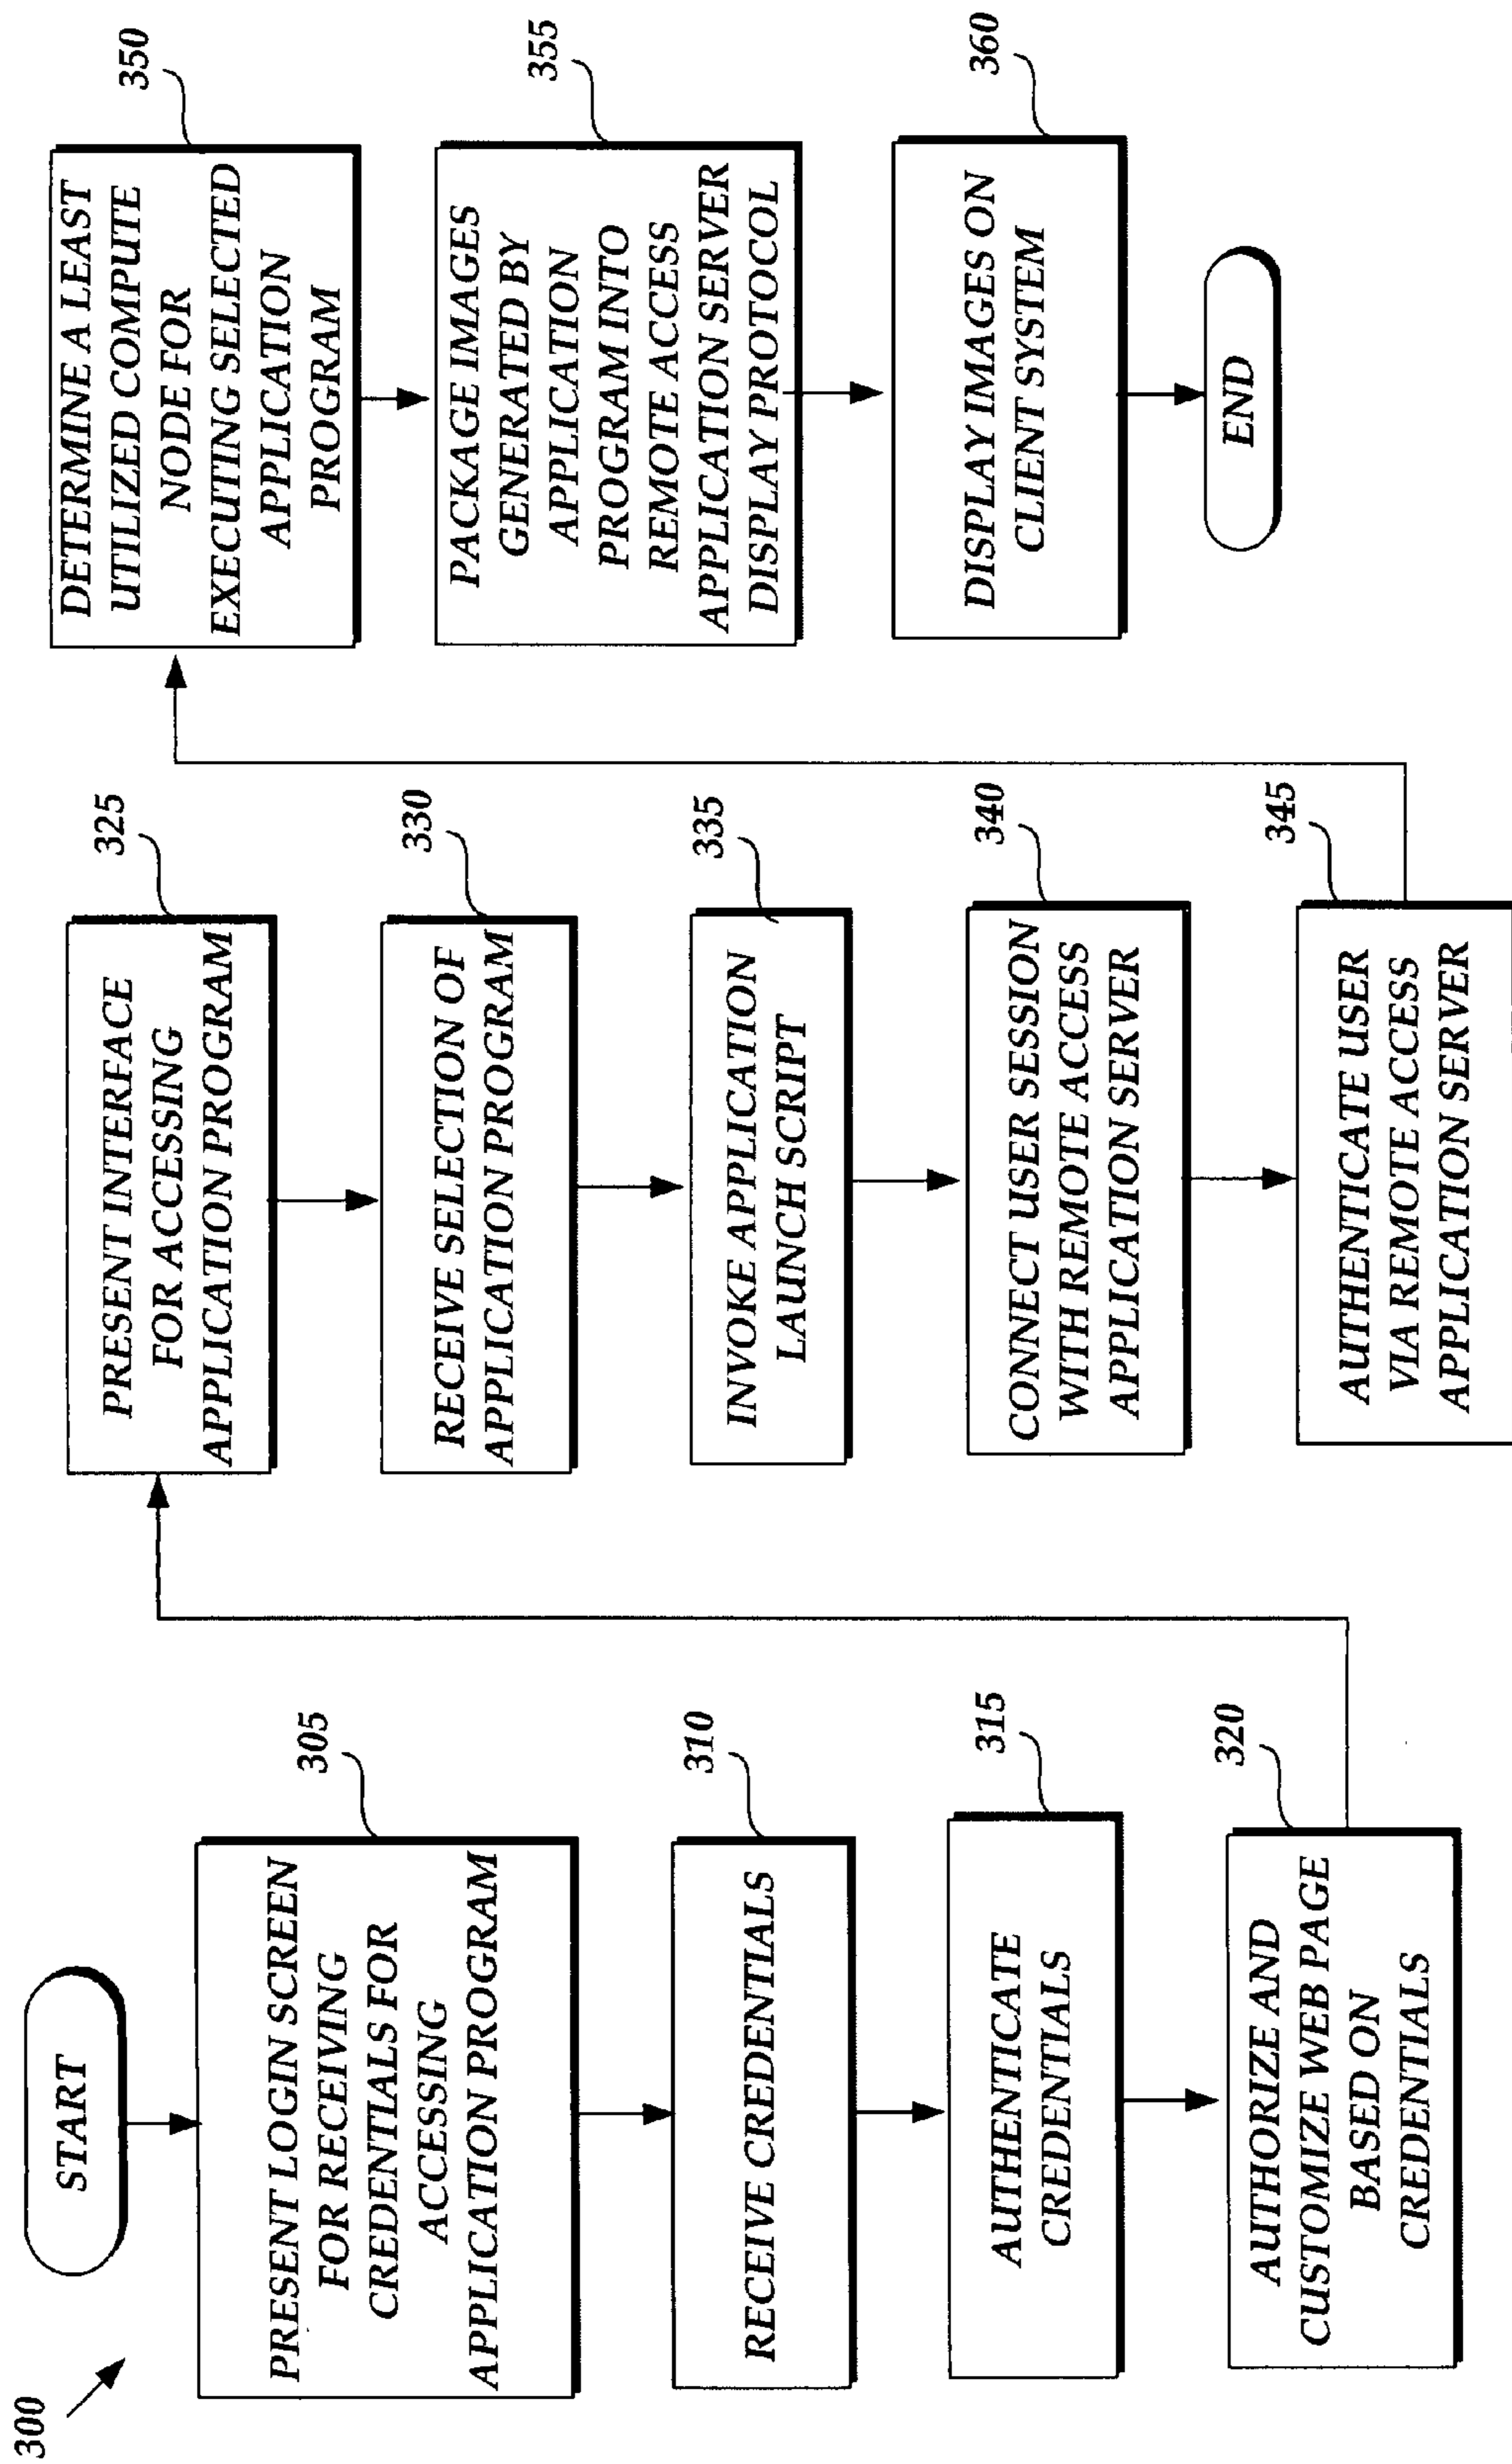 300
START
305
PRESENT LOGIN SCREEN
FOR RECEIVING
CREDENTIALS FOR
ACCESSING
APPLICATION PROGRAM
310
RECEIVE CREDENTIALS
315
AUTHENTICATE
CREDENTIALS
320
AUTHORIZE AND
CUSTOMIZE WEB PAGE
BASED ON
CREDENTIALS
325
PRESENT INTERFACE
FOR ACCESSING
APPLICATION PROGRAM
330
RECEIVE SELECTION OF
APPLICATION PROGRAM
335
INVOKE APPLICATION
LAUNCH SCRIPT
340
CONNECT USER SESSION
WITH REMOTE ACCESS
APPLICATION SERVER
345
AUTHENTICATE USER
VIA REMOTE ACCESS
APPLICATION SERVER
350
DETERMINE A LEAST
UTILIZED COMPUTE
NODE FOR
EXECUTING SELECTED
APPLICATION
PROGRAM
355
PACKAGE IMAGES
GENERATED BY
APPLICATION
PROGRAM INTO
REMOTE ACCESS
APPLICATION SERVER
DISPLAY PROTOCOL
360
DISPLAY IMAGES ON
CLIENT SYSTEM
END